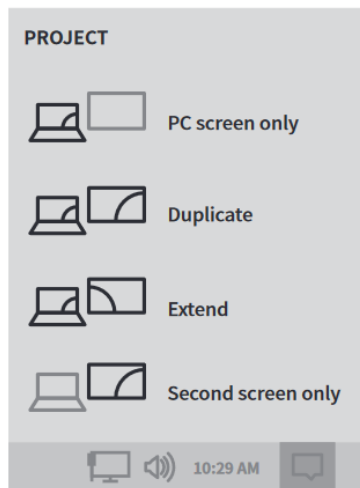 PROJECT
PC screen only
Duplicate
Extend
Second screen only
10:29 AM